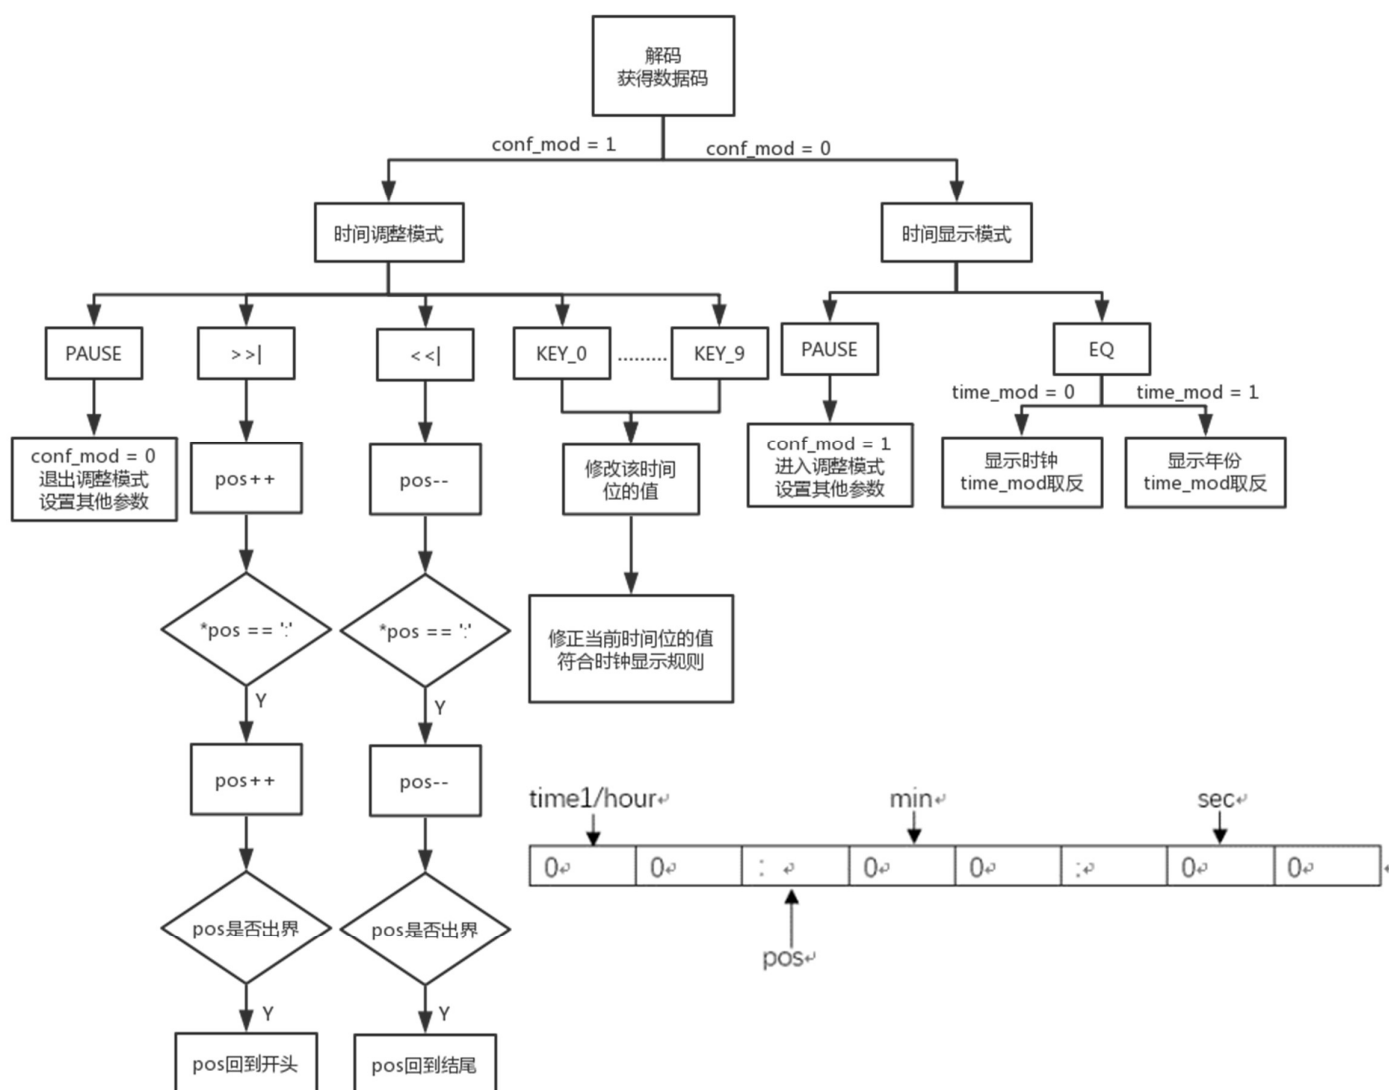 解码
获得数据码
conf_mod = 1
conf_mod = 0
时间调整模式
时间显示模式
PAUSE
>>|
<<|
KEY_0
.........
KEY_9
PAUSE
EQ
time_mod = 0
time_mod = 1
conf_mod = 0
退出调整模式
设置其他参数
pos++
pos--
修改该时间
位的值
conf_mod = 1
进入调整模式
设置其他参数
显示时钟
time_mod取反
显示年份
time_mod取反
*pos == ':'
*pos == ':'
修正当前时间位的值
符合时钟显示规则
Y
Y
pos++
pos--
time1/hour↵
min↵
sec↵
0↵ 0↵ : ↵ 0↵ 0↵ :↵ 0↵ 0↵ ↵
pos↵
pos是否出界
pos是否出界
Y
Y
pos回到开头
pos回到结尾